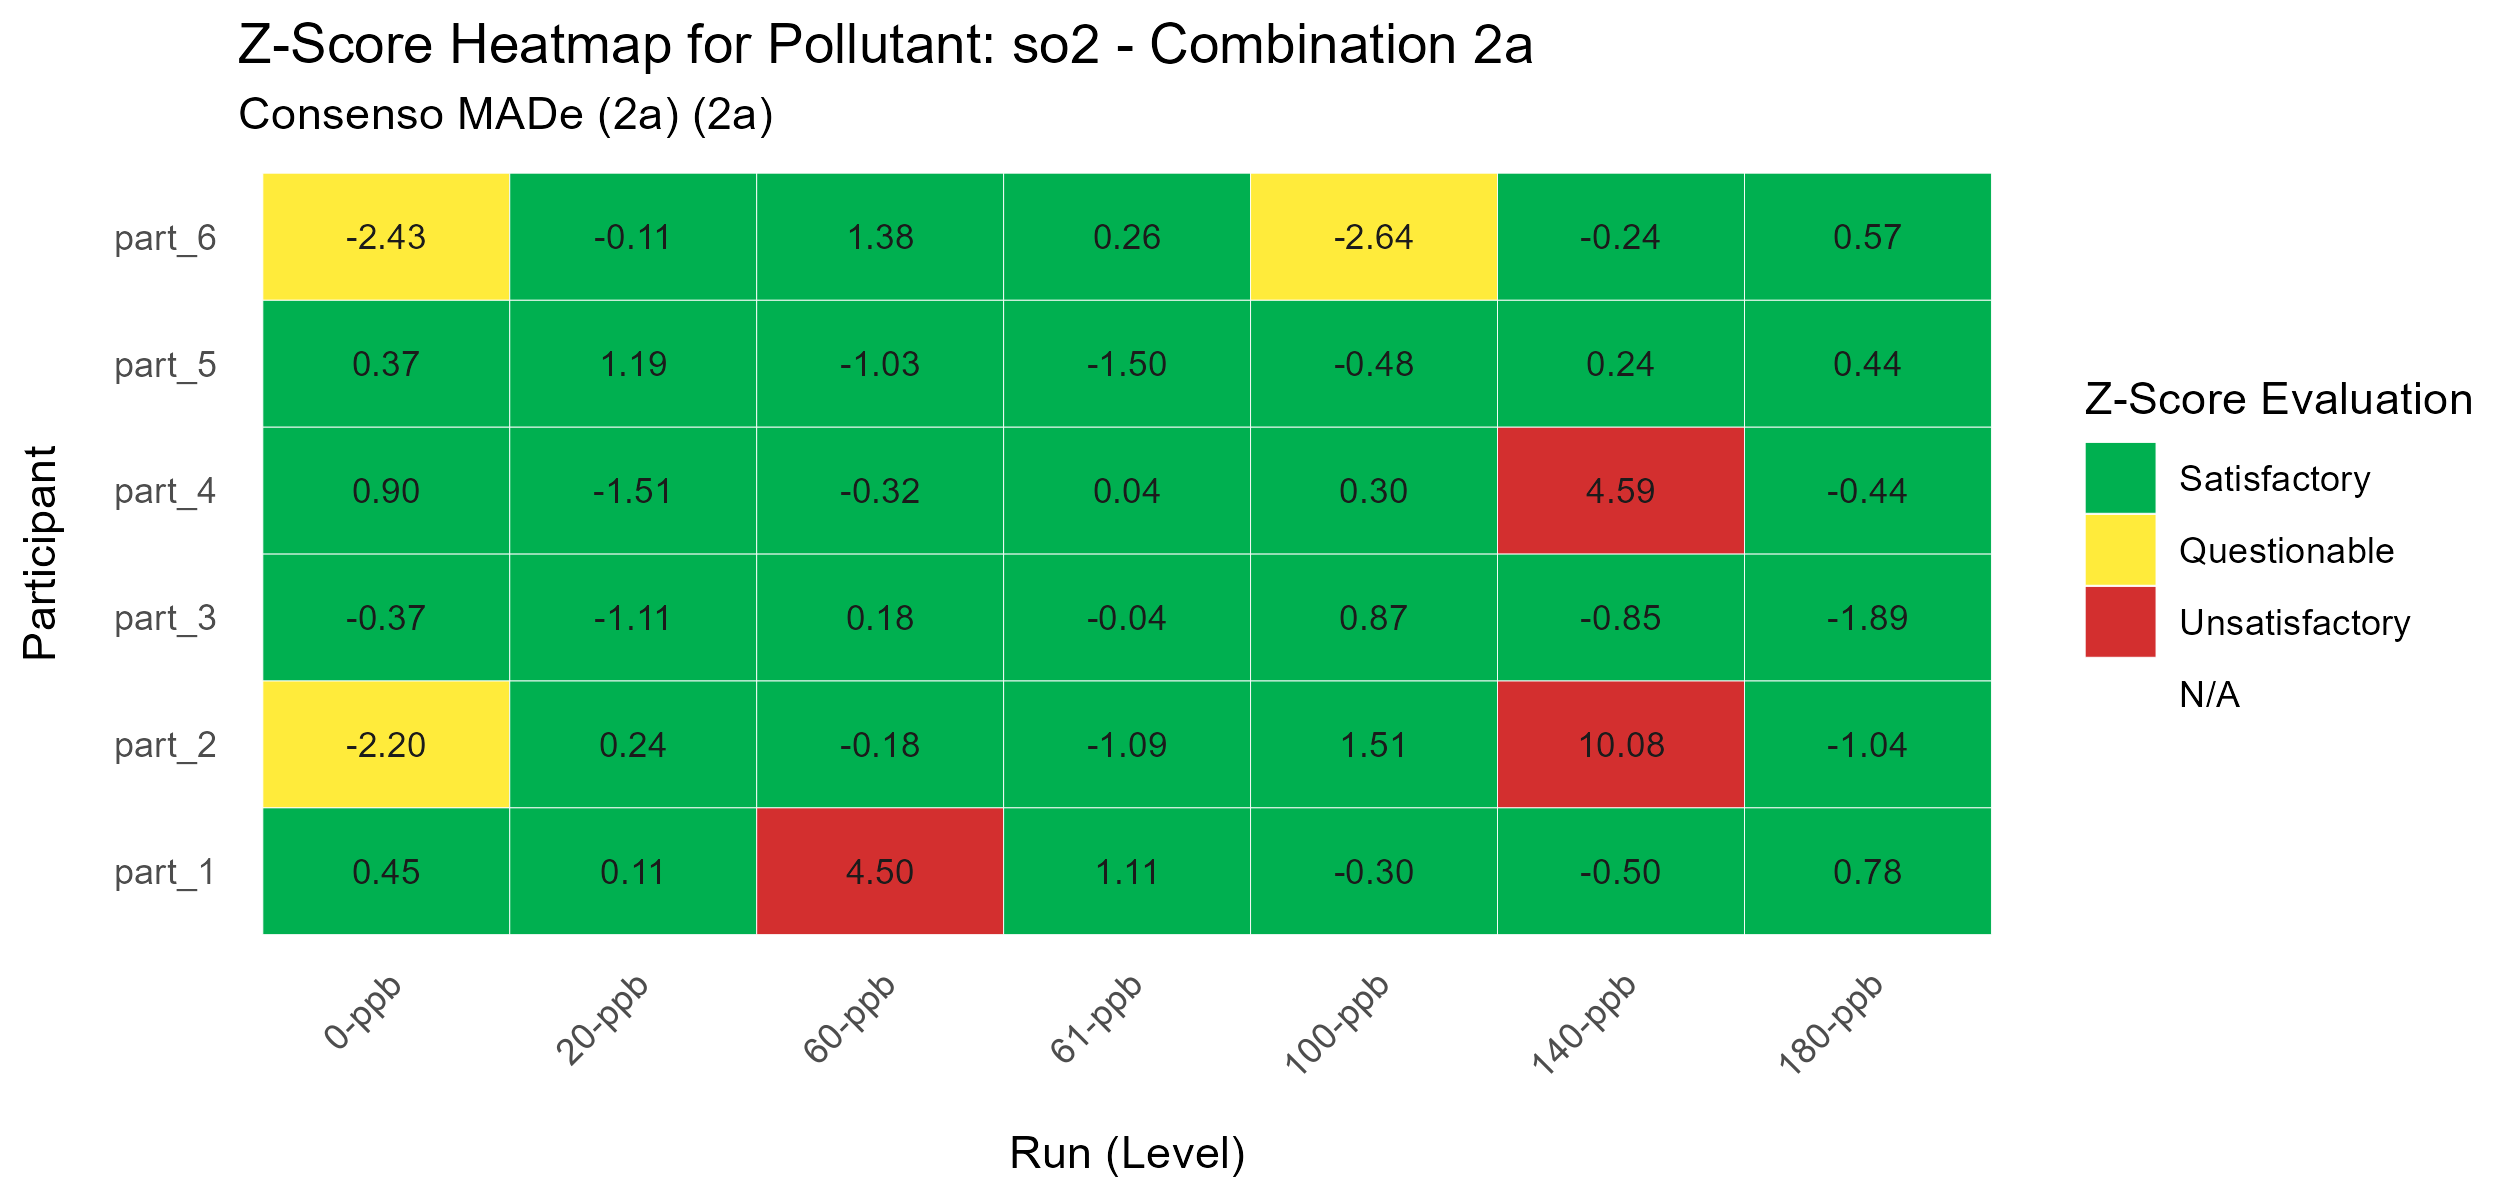 Z-Score Heatmap for Pollutant: so2 - Combination 2a
Consenso MADe (2a) (2a)
Participant
part_6 -2.43 -0.11 1.38 0.26 -2.64 -0.24 0.57
part_5 0.37 1.19 -1.03 -1.50 -0.48 0.24 0.44
part_4 0.90 -1.51 -0.32 0.04 0.30 4.59 -0.44
part_3 -0.37 -1.11 0.18 -0.04 0.87 -0.85 -1.89
part_2 -2.20 0.24 -0.18 -1.09 1.51 10.08 -1.04
part_1 0.45 0.11 4.50 1.11 -0.30 -0.50 0.78
0-ppb 20-ppb 60-ppb 61-ppb 100-ppb 140-ppb 180-ppb
Run (Level)
Z-Score Evaluation
Satisfactory
Questionable
Unsatisfactory
N/A